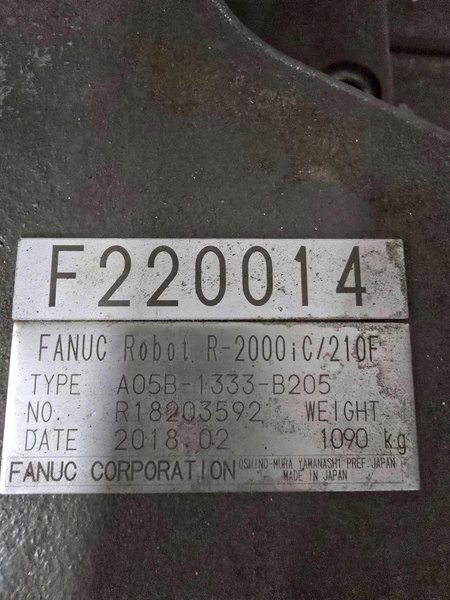 F220014
FANUC Robot R-2000iC/210F
TYPE A05B-1333-B205
NO. R18203592 WEIGHT
DATE 2018.02 1090 kg
FANUC CORPORATION OSHINO-MURA YAMANASHI PREF. JAPAN
MADE IN JAPAN